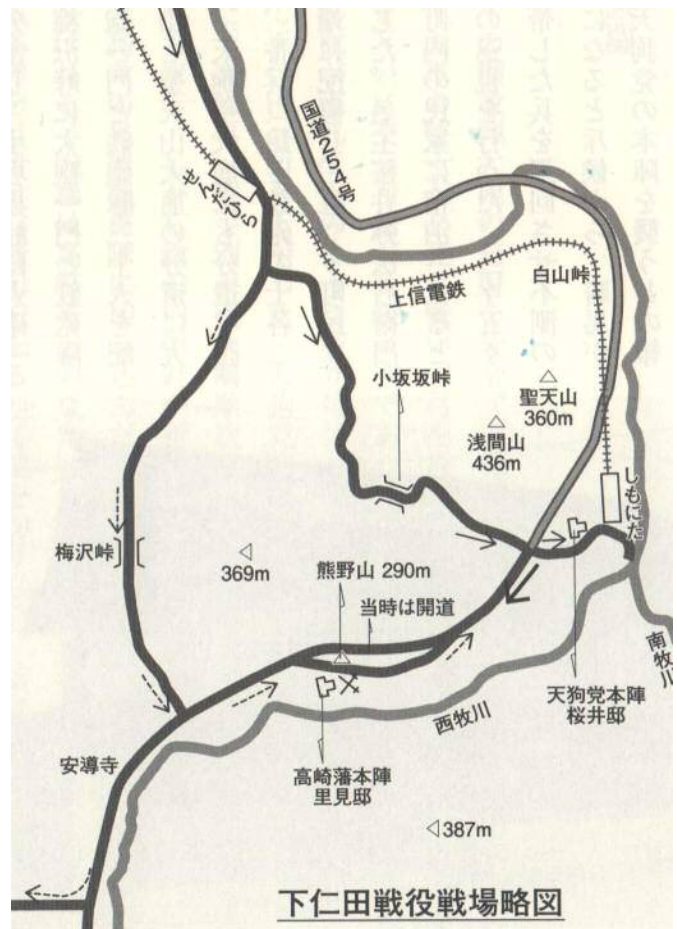 国道254号
せんだひら
上信電鉄
白山峠
小坂坂峠
聖天山
360m
浅間山
436m
しもにた
梅沢峠
369m
熊野山 290m
当時は開道
南牧川
西牧川
天狗党本陣
桜井邸
安導寺
高崎藩本陣
里見邸
387m
下仁田戦役戦場略図